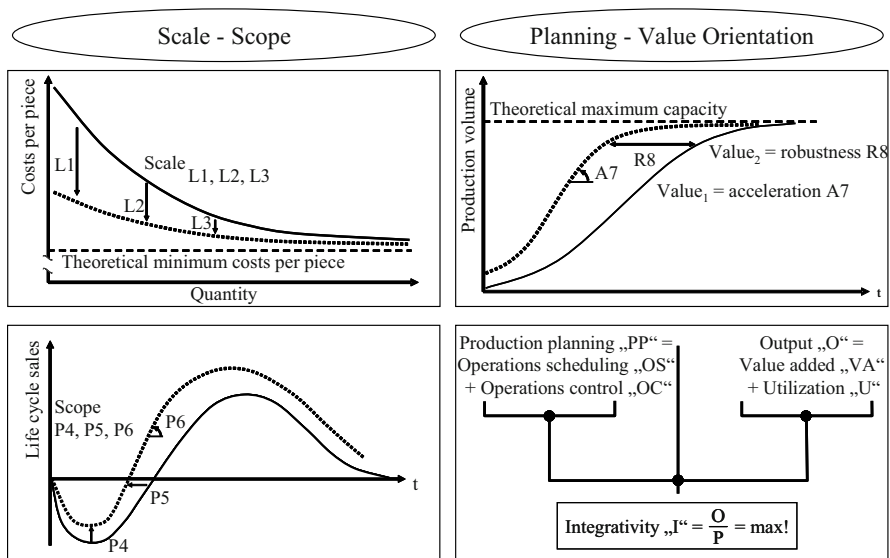 Scale - Scope
Planning - Value Orientation
Costs per piece
L1
Scale
L1, L2, L3
L2
L3
Theoretical minimum costs per piece
Quantity
Production volume
Theoretical maximum capacity
R8
Value₂ = robustness R8
A7
Value₁ = acceleration A7
t
Life cycle sales
Scope
P4, P5, P6
P6
t
P5
P4
Production planning „PP“ =
Operations scheduling „OS“
+ Operations control „OC“
Output „O“ =
Value added „VA“
+ Utilization „U“
Integrativity „I“ = O/P = max!